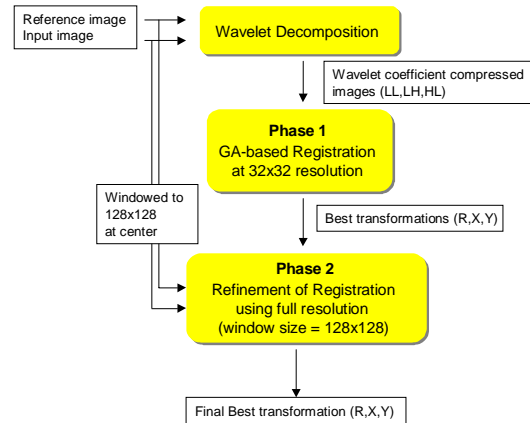 Reference image
Input image
Wavelet Decomposition
Wavelet coefficient compressed
images (LL,LH,HL)
Phase 1
GA-based Registration
at 32x32 resolution
Windowed to
128x128
at center
Best transformations (R,X,Y)
Phase 2
Refinement of Registration
using full resolution
(window size = 128x128)
Final Best transformation (R,X,Y)